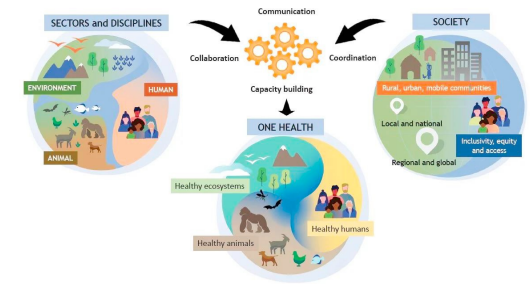 Communication
SECTORS and DISCIPLINES
SOCIETY
Collaboration
Coordination
Capacity building
ENVIRONMENT
HUMAN
ANIMAL
Rural, urban, mobile communities
Local and national
Inclusivity, equity
and access
Regional and global
ONE HEALTH
Healthy ecosystems
Healthy humans
Healthy animals